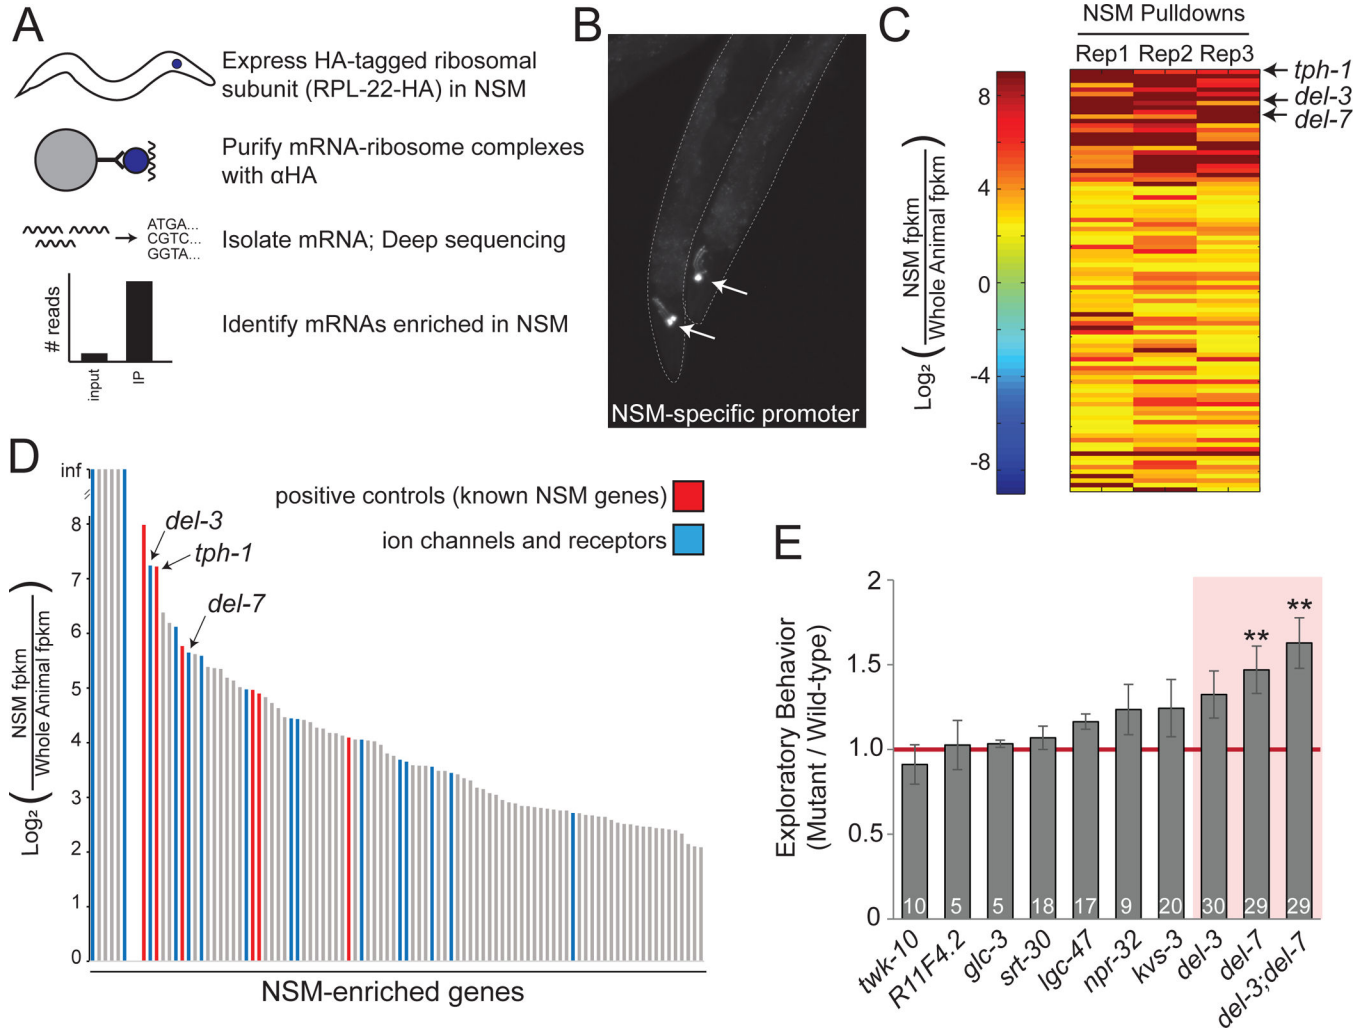 A
Express HA-tagged ribosomal
subunit (RPL-22-HA) in NSM
Purify mRNA-ribosome complexes
with αHA
ATGA...
CGTC...
GGTA...
Isolate mRNA; Deep sequencing
# reads
input
IP
Identify mRNAs enriched in NSM
B
NSM-specific promoter
C
NSM Pulldowns
Rep1 Rep2 Rep3
tph-1
del-3
del-7
8
4
0
-4
-8
Log₂ ( NSM fpkm
Whole Animal fpkm )
D
inf
8
7
6
5
4
3
2
1
0
Log₂ ( NSM fpkm
Whole Animal fpkm )
del-3
tph-1
del-7
positive controls (known NSM genes)
ion channels and receptors
NSM-enriched genes
E
Exploratory Behavior
(Mutant / Wild-type)
2
1.5
1.0
0.5
0
**
**
10 5 5 18 17 9 20 30 29 29
twk-10
R11F4.2
glc-3
srt-30
lgc-47
npr-32
kvs-3
del-3
del-7
del-3;del-7